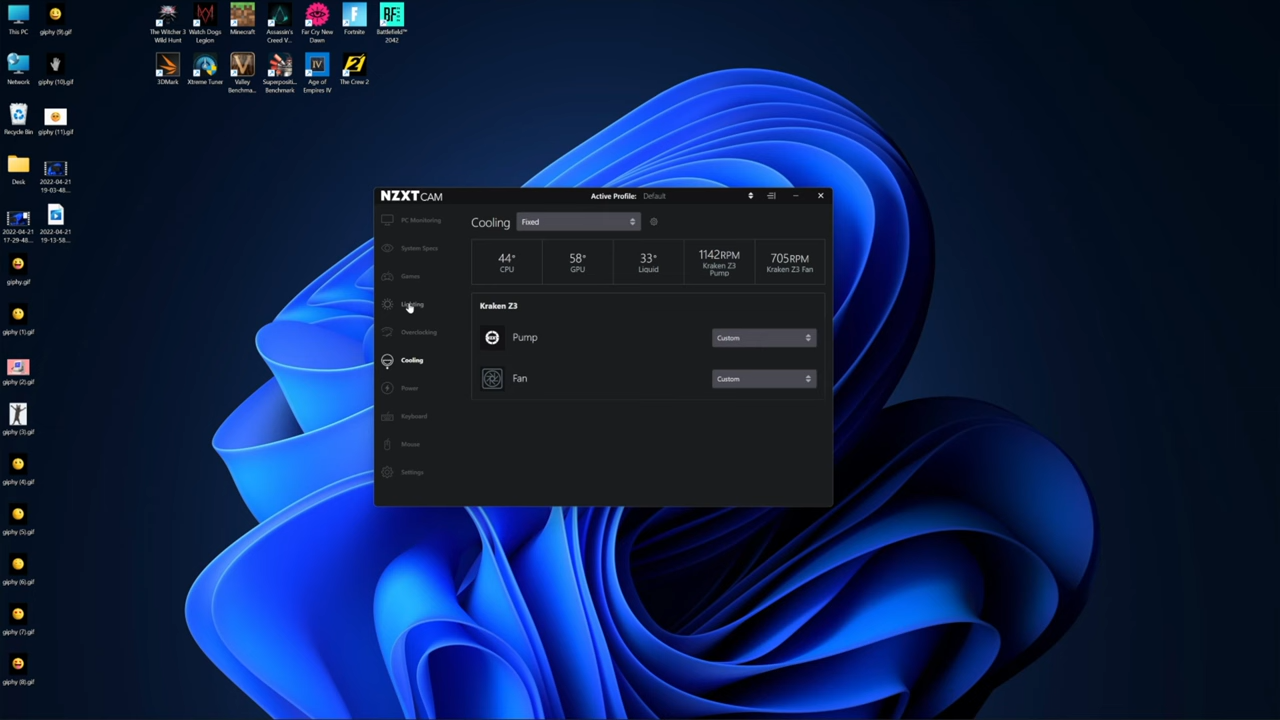 This PC
giphy (9).gif
The Witcher 3
Wild Hunt
Watch Dogs
Legion
Minecraft
Assassin's
Creed V...
Far Cry New
Dawn
Fortnite
BF
Battlefield™
2042
Network
giphy (10).gif
3DMark
Xtreme Tuner
Valley
Benchma...
Superpositi...
Benchmark
Age of
Empires IV
The Crew 2
Recycle Bin
giphy (11).gif
Desk
2022-04-21
19-03-48...
2022-04-21
17-29-48...
2022-04-21
19-13-58...
giphy.gif
giphy (1).gif
giphy (2).gif
giphy (3).gif
giphy (4).gif
giphy (5).gif
giphy (6).gif
giphy (7).gif
giphy (8).gif
NZXT CAM
Active Profile: Default
PC Monitoring
System Specs
Games
Lighting
Overclocking
Cooling
Power
Keyboard
Mouse
Settings
Cooling Fixed
44°
CPU
58°
GPU
33°
Liquid
1142RPM
Kraken Z3
Pump
705RPM
Kraken Z3 Fan
Kraken Z3
Pump Custom
Fan Custom